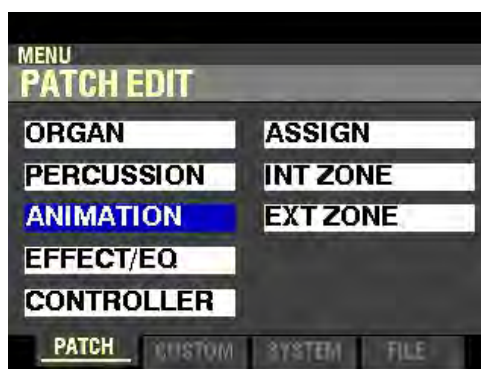 MENU
PATCH EDIT
ORGAN
PERCUSSION
ANIMATION
EFFECT/EQ
CONTROLLER
ASSIGN
INT ZONE
EXT ZONE
PATCH CUSTOM SYSTEM FILE